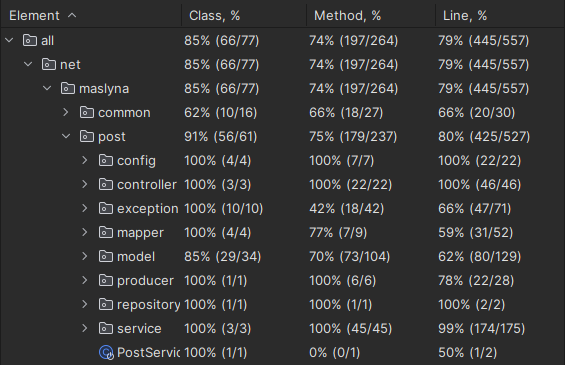 Element Class, % Method, % Line, %
all 85% (66/77) 74% (197/264) 79% (445/557)
net 85% (66/77) 74% (197/264) 79% (445/557)
maslyna 85% (66/77) 74% (197/264) 79% (445/557)
common 62% (10/16) 66% (18/27) 66% (20/30)
post 91% (56/61) 75% (179/237) 80% (425/527)
config 100% (4/4) 100% (7/7) 100% (22/22)
controller 100% (3/3) 100% (22/22) 100% (46/46)
exception 100% (10/10) 42% (18/42) 66% (47/71)
mapper 100% (4/4) 77% (7/9) 59% (31/52)
model 85% (29/34) 70% (73/104) 62% (80/129)
producer 100% (1/1) 100% (6/6) 78% (22/28)
repository 100% (1/1) 100% (1/1) 100% (2/2)
service 100% (3/3) 100% (45/45) 99% (174/175)
PostServic 100% (1/1) 0% (0/1) 50% (1/2)